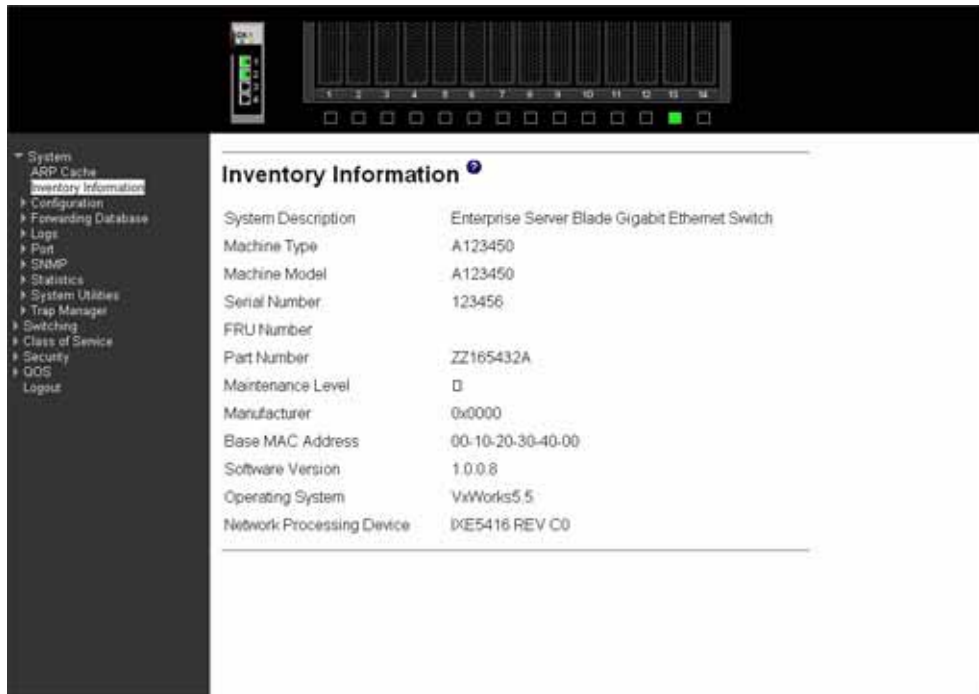 1 2 3 4 5 6 7 8 9 10 11 12 13 14
System
ARP Cache
Inventory Information
Configuration
Forwarding Database
Logs
Port
SNMP
Statistics
System Utilities
Trap Manager
Switching
Class of Service
Security
QOS
Logout
Inventory Information ?
System Description Enterprise Server Blade Gigabit Ethernet Switch
Machine Type A123450
Machine Model A123450
Serial Number 123456
FRU Number
Part Number ZZ165432A
Maintenance Level
Manufacturer 0x0000
Base MAC Address 00-10-20-30-40-00
Software Version 1.0.0.8
Operating System VxWorks5.5
Network Processing Device IXE5416 REV C0